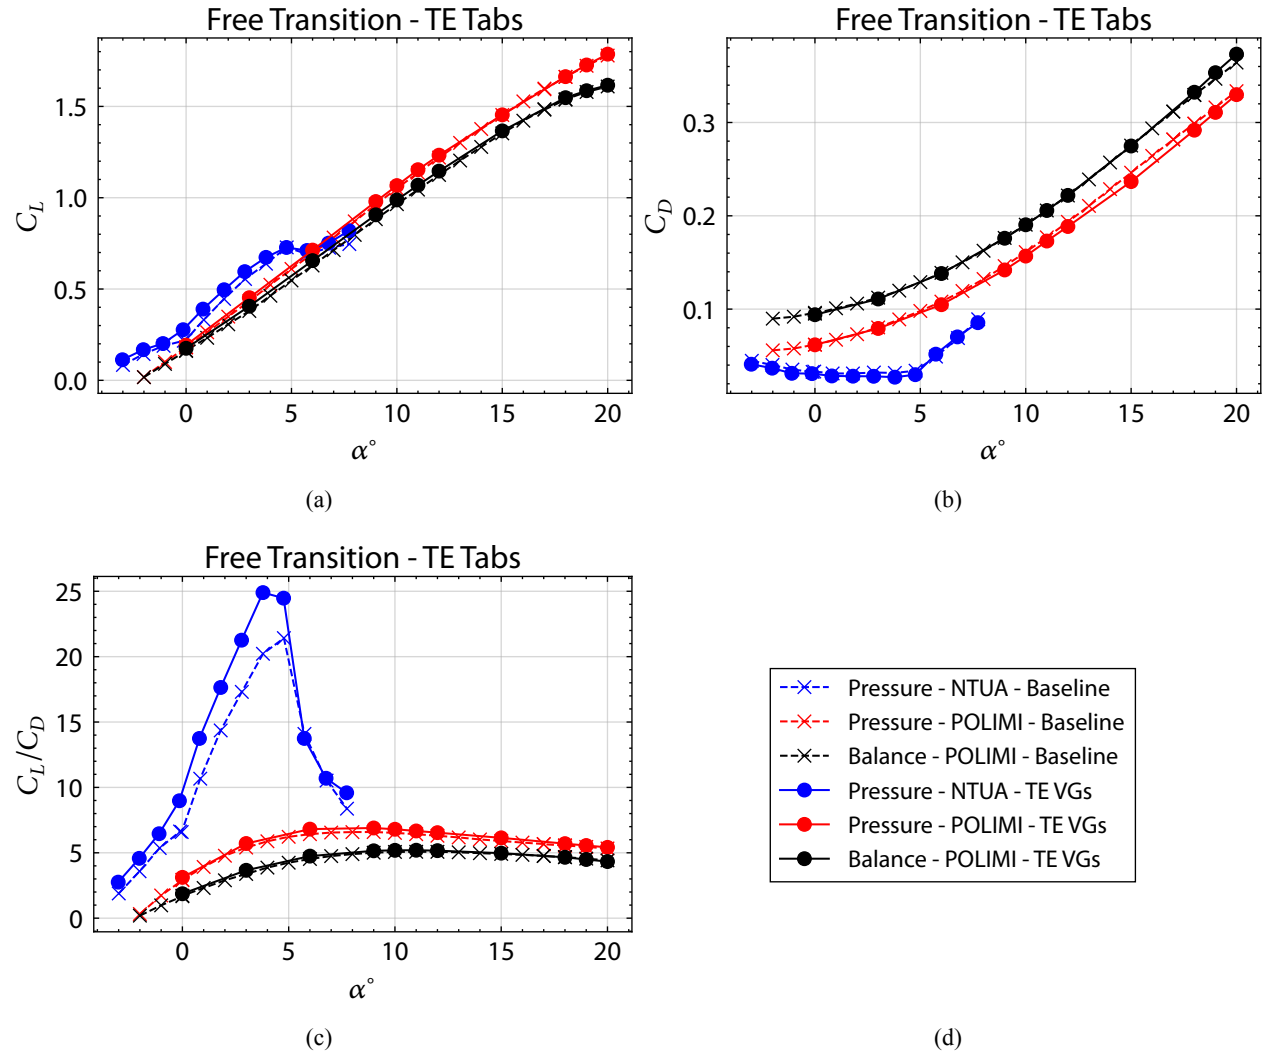 Free Transition - TE Tabs
Free Transition - TE Tabs
1.5
1.0
0.5
0.0
C_L
0 5 10 15 20
α°
0.3
0.2
0.1
C_D
0 5 10 15 20
α°
(a)
(b)
Free Transition - TE Tabs
25
20
15
10
5
0
C_L/C_D
0 5 10 15 20
α°
Pressure - NTUA - Baseline
Pressure - POLIMI - Baseline
Balance - POLIMI - Baseline
Pressure - NTUA - TE VGs
Pressure - POLIMI - TE VGs
Balance - POLIMI - TE VGs
(c)
(d)